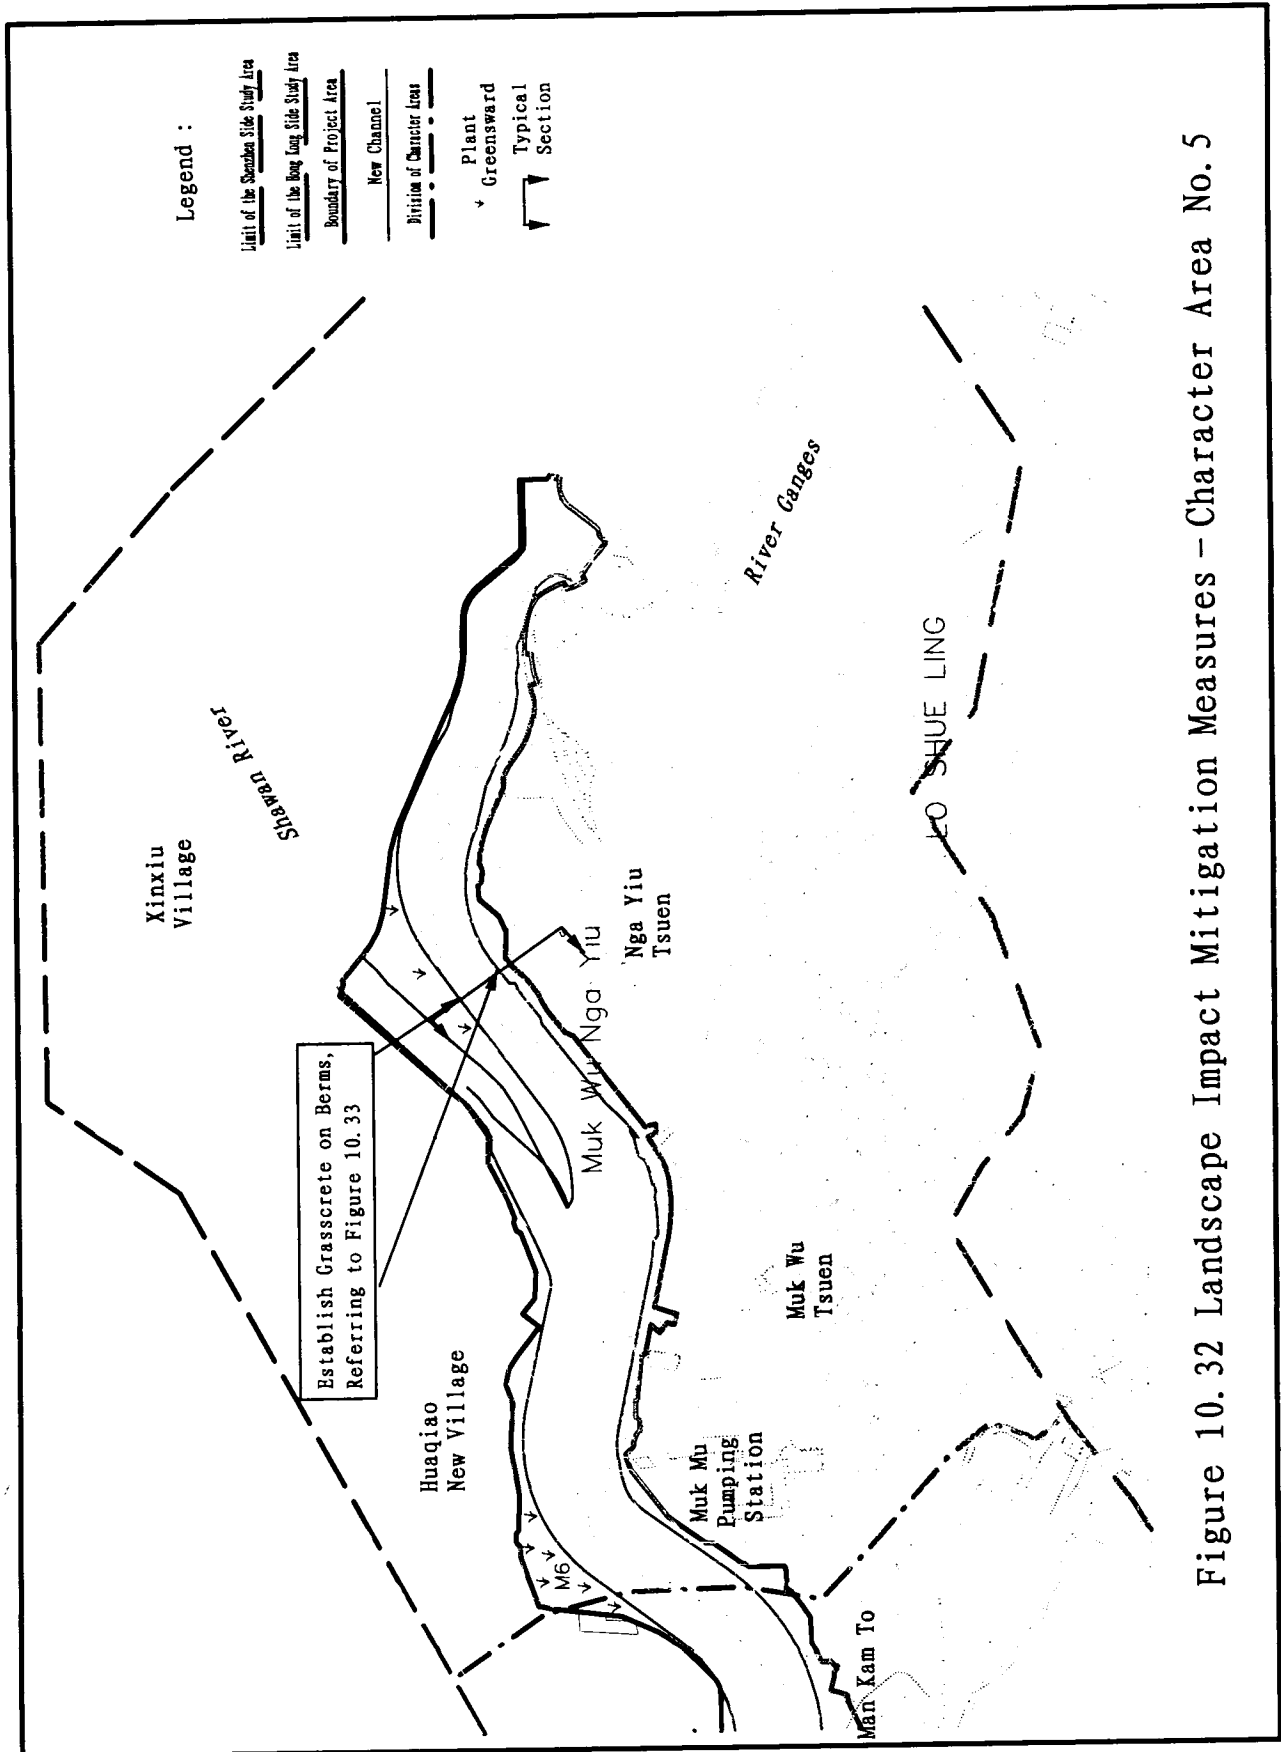 Legend :
Limit of the Shenzhen Side Study Area
Limit of the Hong Kong Side Study Area
Boundary of Project Area
New Channel
Division of Character Areas
Plant
Greensward
Typical
Section
Xinxiu
Village
Shawan River
River Ganges
Establish Grasscrete on Berms,
Referring to Figure 10.33
Huaqiao
New Village
Muk Wu Nga Yiu
Nga Yiu
Tsuen
LO SHUE LING
Muk Wu
Tsuen
Muk Mu
Pumping
Station
M6
Man Kam To
Figure 10.32 Landscape Impact Mitigation Measures - Character Area No.5